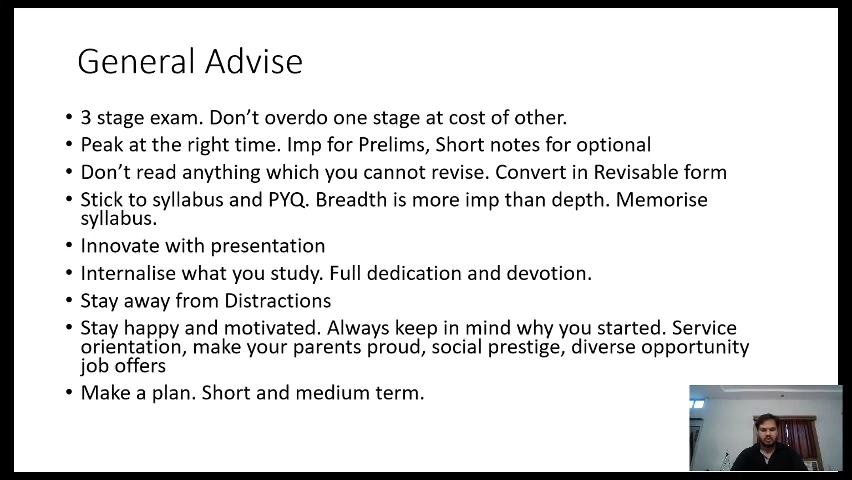 General Advise
• 3 stage exam. Don't overdo one stage at cost of other.
• Peak at the right time. Imp for Prelims, Short notes for optional
• Don't read anything which you cannot revise. Convert in Revisable form
• Stick to syllabus and PYQ. Breadth is more imp than depth. Memorise
syllabus.
• Innovate with presentation
• Internalise what you study. Full dedication and devotion.
• Stay away from Distractions
• Stay happy and motivated. Always keep in mind why you started. Service
orientation, make your parents proud, social prestige, diverse opportunity
job offers
• Make a plan. Short and medium term.